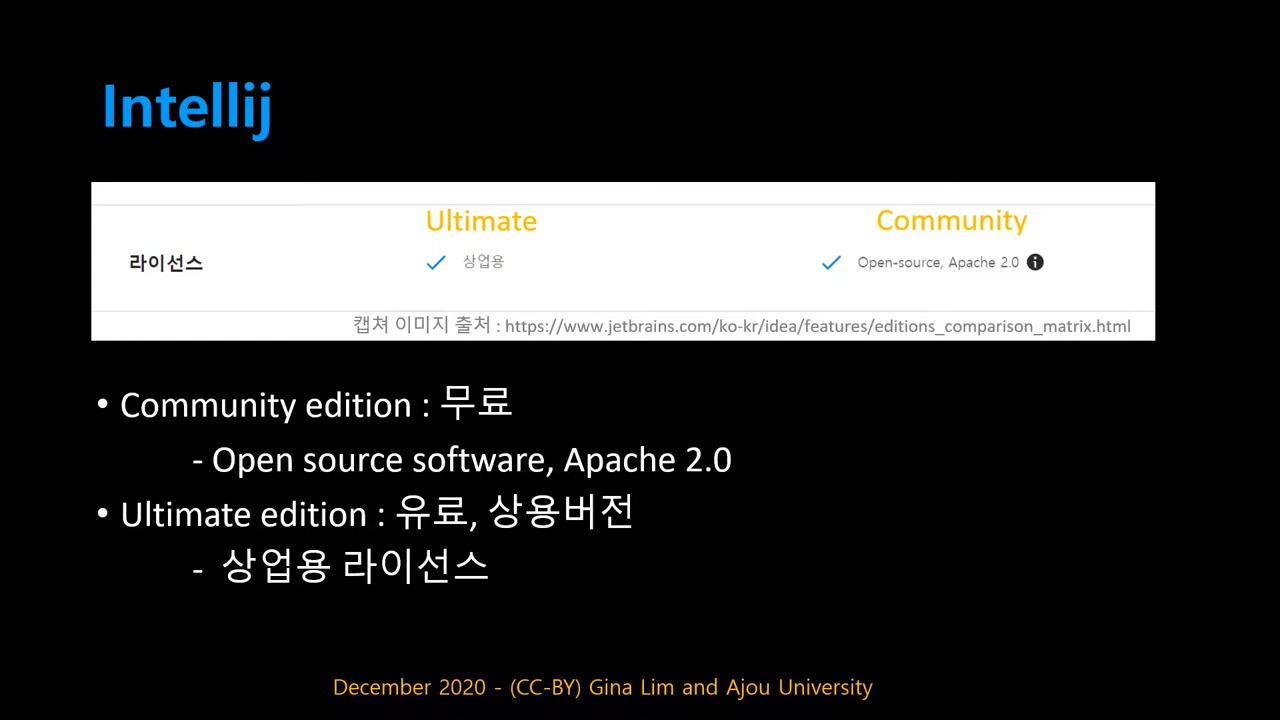 Intellij
Ultimate Community
라이선스 상업용 Open-source, Apache 2.0
캡쳐 이미지 출처 : https://www.jetbrains.com/ko-kr/idea/features/editions_comparison_matrix.html
• Community edition : 무료
- Open source software, Apache 2.0
• Ultimate edition : 유료, 상용버전
- 상업용 라이선스
December 2020 - (CC-BY) Gina Lim and Ajou University